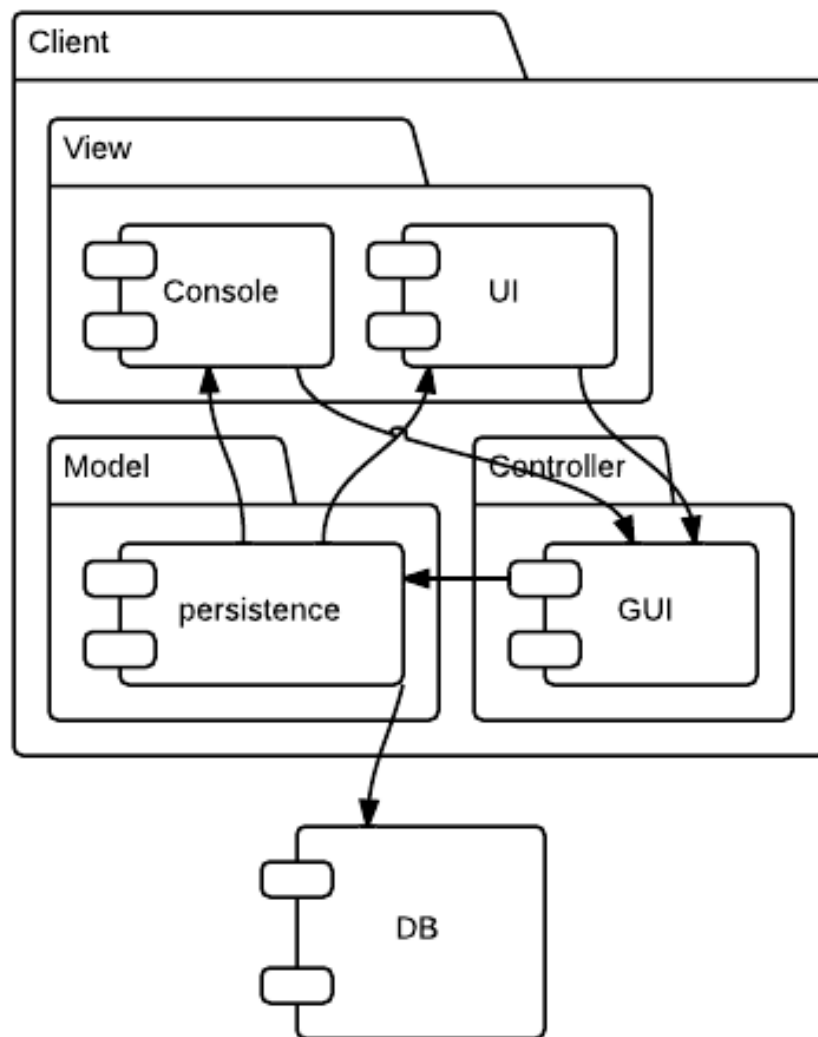 Client
View
Console
UI
Model
Controller
persistence
GUI
DB